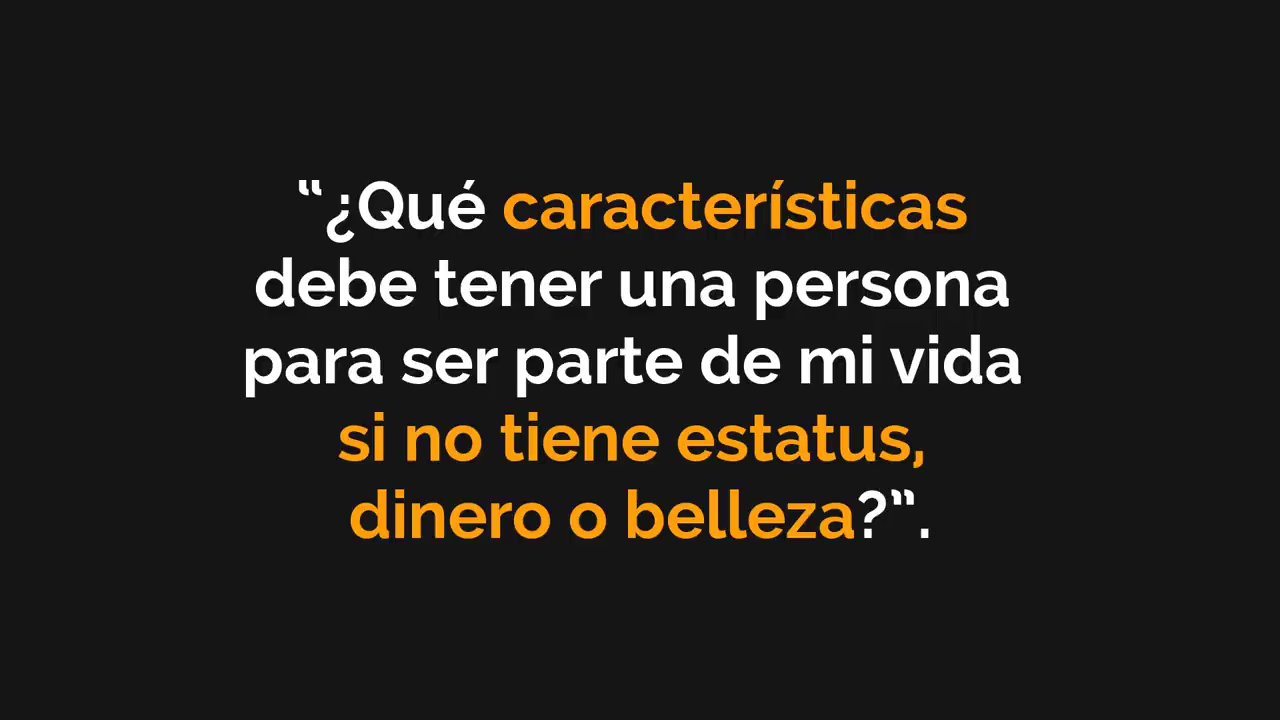 “¿Qué características
debe tener una persona
para ser parte de mi vida
si no tiene estatus,
dinero o belleza?”.